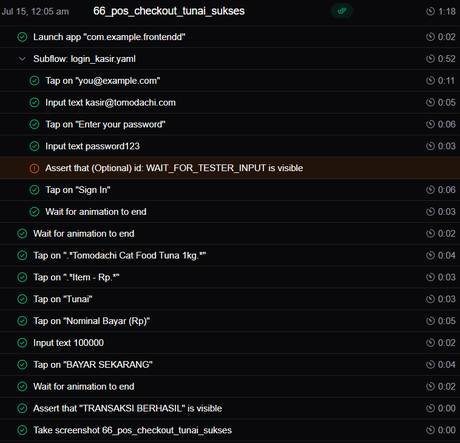 Jul 15, 12:05 am 66_pos_checkout_tunai_sukses 1:18
Launch app "com.example.frontendd" 0:02
Subflow: login_kasir.yaml 0:52
Tap on "you@example.com" 0:11
Input text kasir@tomodachi.com 0:05
Tap on "Enter your password" 0:06
Input text password123 0:03
Assert that (Optional) id: WAIT_FOR_TESTER_INPUT is visible
Tap on "Sign In" 0:06
Wait for animation to end 0:03
Wait for animation to end 0:02
Tap on ".*Tomodachi Cat Food Tuna 1kg.*" 0:04
Tap on ".*Item - Rp.*" 0:03
Tap on "Tunai" 0:03
Tap on "Nominal Bayar (Rp)" 0:05
Input text 100000 0:02
Tap on "BAYAR SEKARANG" 0:04
Wait for animation to end 0:02
Assert that "TRANSAKSI BERHASIL" is visible 0:00
Take screenshot 66_pos_checkout_tunai_sukses 0:00